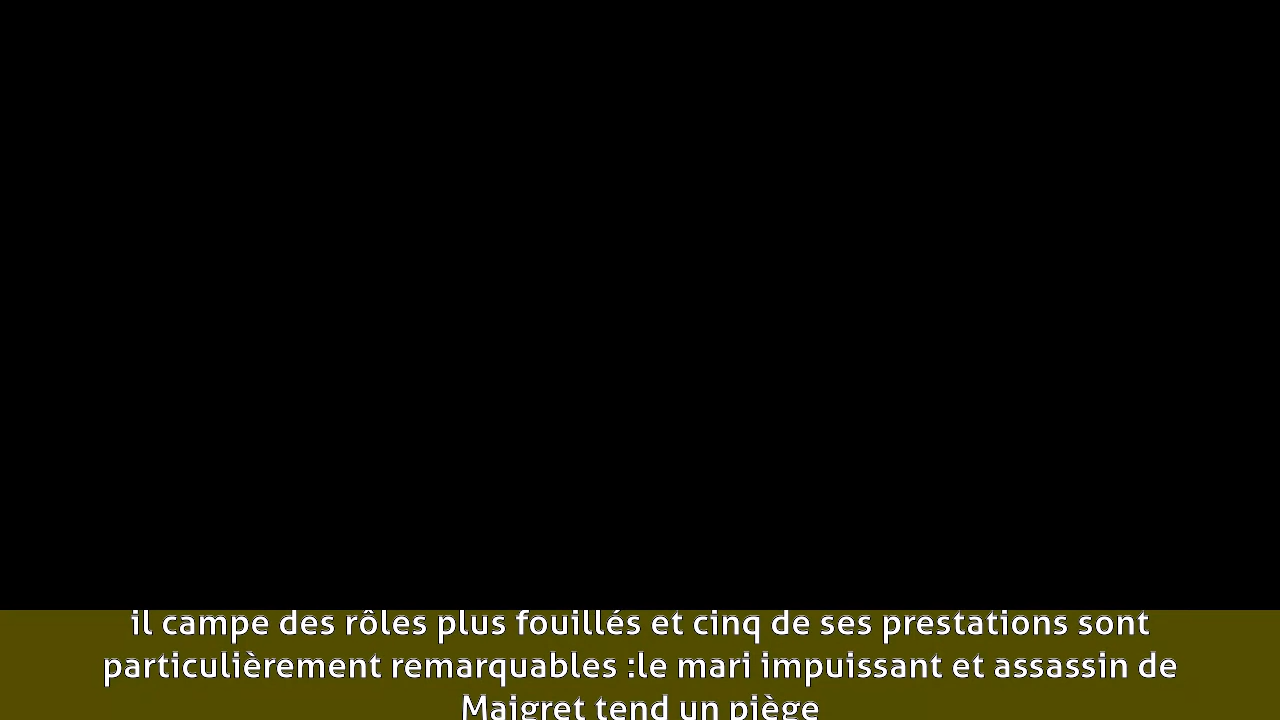 il campe des rôles plus fouillés et cinq de ses prestations sont
particulièrement remarquables :le mari impuissant et assassin de
Maigret tend un piège